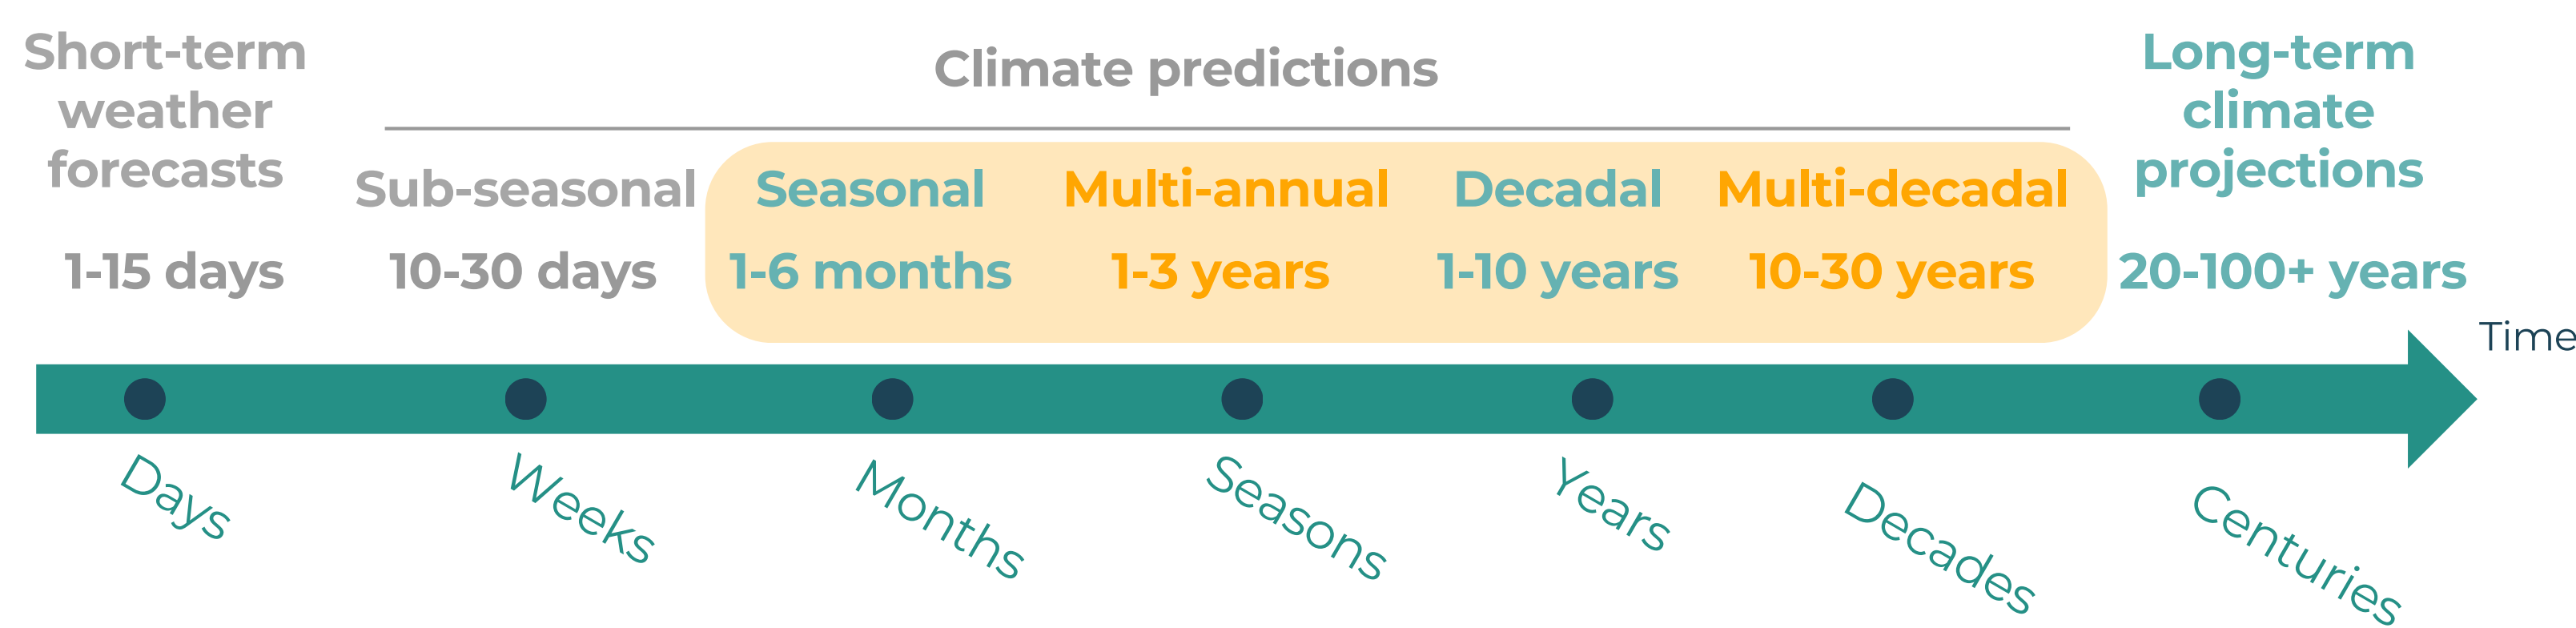 Short-term
weather
forecasts
1-15 days
Climate predictions
Sub-seasonal
10-30 days
Seasonal
1-6 months
Multi-annual
1-3 years
Decadal
1-10 years
Multi-decadal
10-30 years
Long-term
climate
projections
20-100+ years
Time
Days
Weeks
Months
Seasons
Years
Decades
Centuries